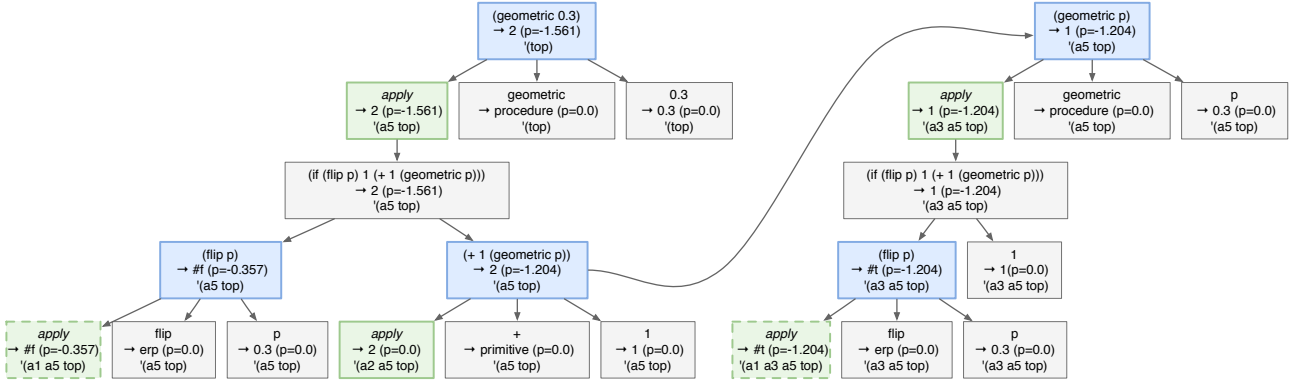 (geometric 0.3)
→ 2 (p=-1.561)
'(top)
(geometric p)
→ 1 (p=-1.204)
'(a5 top)
apply
→ 2 (p=-1.561)
'(a5 top)
geometric
→ procedure (p=0.0)
'(top)
0.3
→ 0.3 (p=0.0)
'(top)
apply
→ 1 (p=-1.204)
'(a3 a5 top)
geometric
→ procedure (p=0.0)
'(a5 top)
p
→ 0.3 (p=0.0)
'(a5 top)
(if (flip p) 1 (+ 1 (geometric p)))
→ 2 (p=-1.561)
'(a5 top)
(if (flip p) 1 (+ 1 (geometric p)))
→ 1 (p=-1.204)
'(a3 a5 top)
(flip p)
→ #f (p=-0.357)
'(a5 top)
(+ 1 (geometric p))
→ 2 (p=-1.204)
'(a5 top)
(flip p)
→ #t (p=-1.204)
'(a3 a5 top)
1
→ 1(p=0.0)
'(a3 a5 top)
apply
→ #f (p=-0.357)
'(a1 a5 top)
flip
→ erp (p=0.0)
'(a5 top)
p
→ 0.3 (p=0.0)
'(a5 top)
apply
→ 2 (p=0.0)
'(a2 a5 top)
+
→ primitive (p=0.0)
'(a5 top)
1
→ 1 (p=0.0)
'(a5 top)
apply
→ #t (p=-1.204)
'(a1 a3 a5 top)
flip
→ erp (p=0.0)
'(a3 a5 top)
p
→ 0.3 (p=0.0)
'(a3 a5 top)